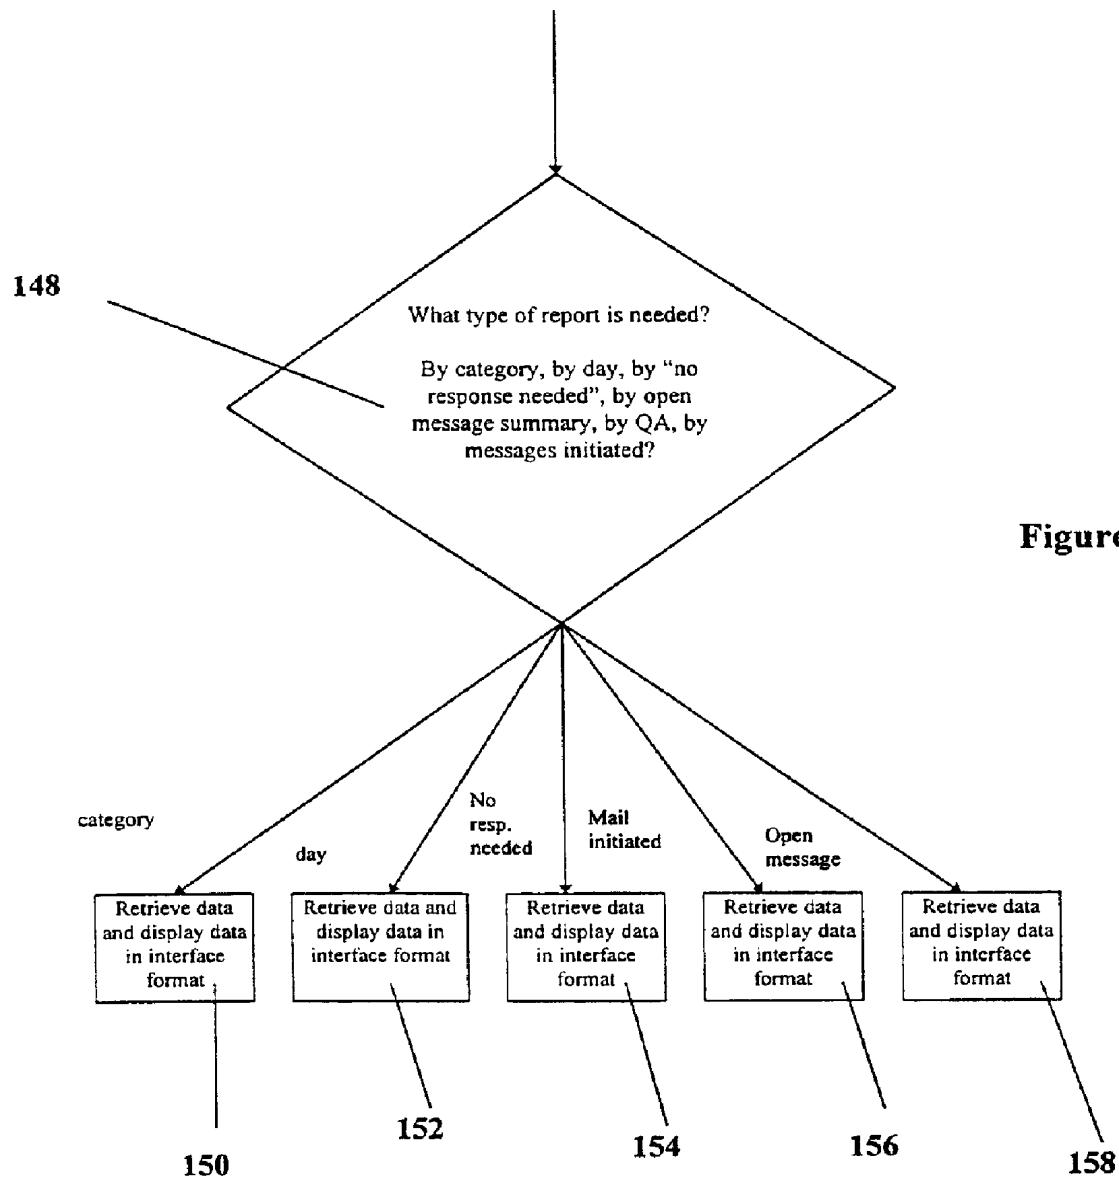 148
What type of report is needed?
By category, by day, by “no
response needed”, by open
message summary, by QA, by
messages initiated?
Figure
category
day
No
resp.
needed
Mail
initiated
Open
message
Retrieve data
and display data
in interface
format
Retrieve data and
display data in
interface format
Retrieve data
and display data
in interface
format
Retrieve data
and display data
in interface
format
Retrieve data
and display data
in interface
format
150
152
154
156
158